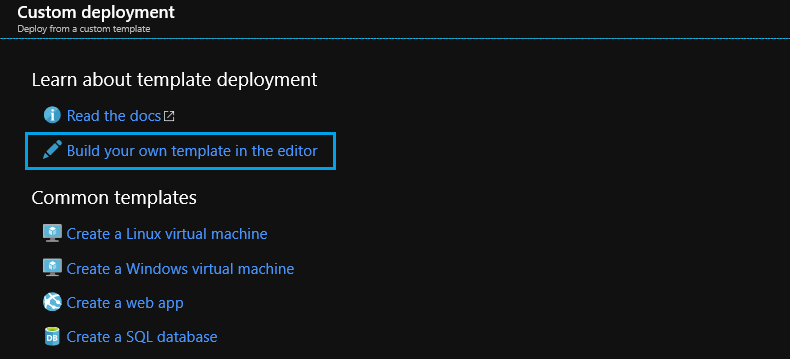 Custom deployment
Deploy from a custom template
Learn about template deployment
Read the docs
Build your own template in the editor
Common templates
Create a Linux virtual machine
Create a Windows virtual machine
Create a web app
DB Create a SQL database